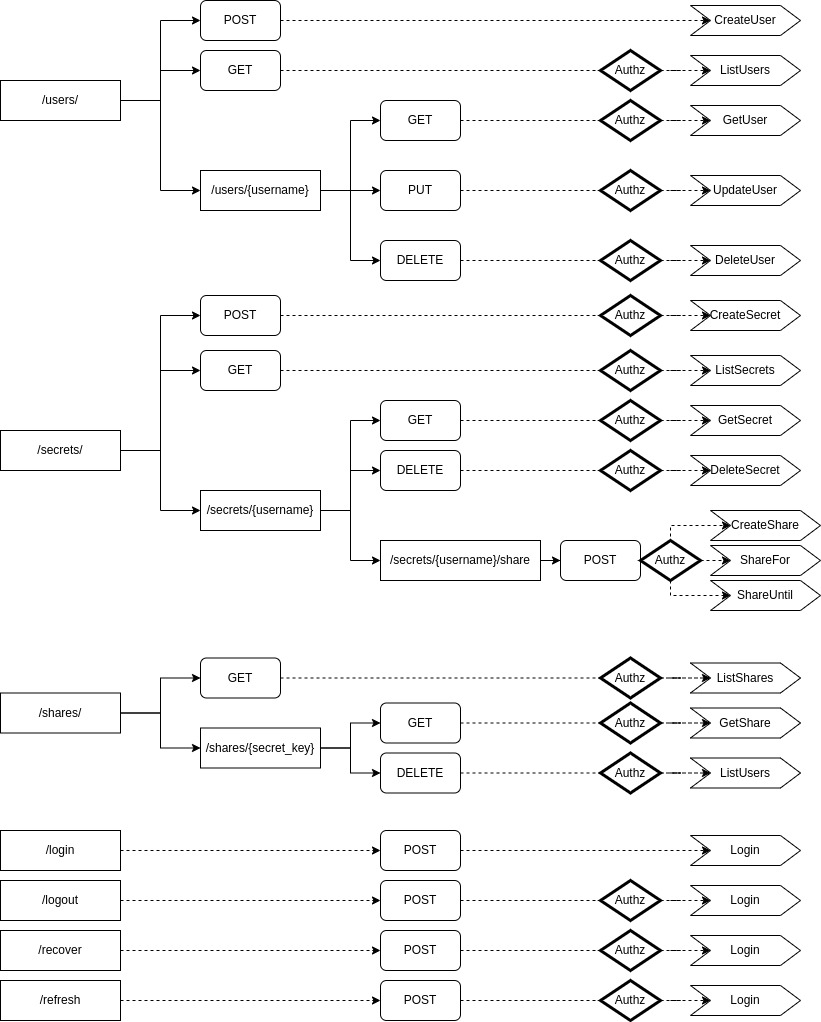 POST
CreateUser
GET
Authz
ListUsers
/users/
GET
Authz
GetUser
/users/{username}
PUT
Authz
UpdateUser
DELETE
Authz
DeleteUser
POST
Authz
CreateSecret
GET
Authz
ListSecrets
GET
Authz
GetSecret
/secrets/
DELETE
Authz
DeleteSecret
/secrets/{username}
CreateShare
/secrets/{username}/share
POST
Authz
ShareFor
ShareUntil
GET
Authz
ListShares
/shares/
GET
Authz
GetShare
/shares/{secret_key}
DELETE
Authz
ListUsers
/login
POST
Login
/logout
POST
Authz
Login
/recover
POST
Authz
Login
/refresh
POST
Authz
Login